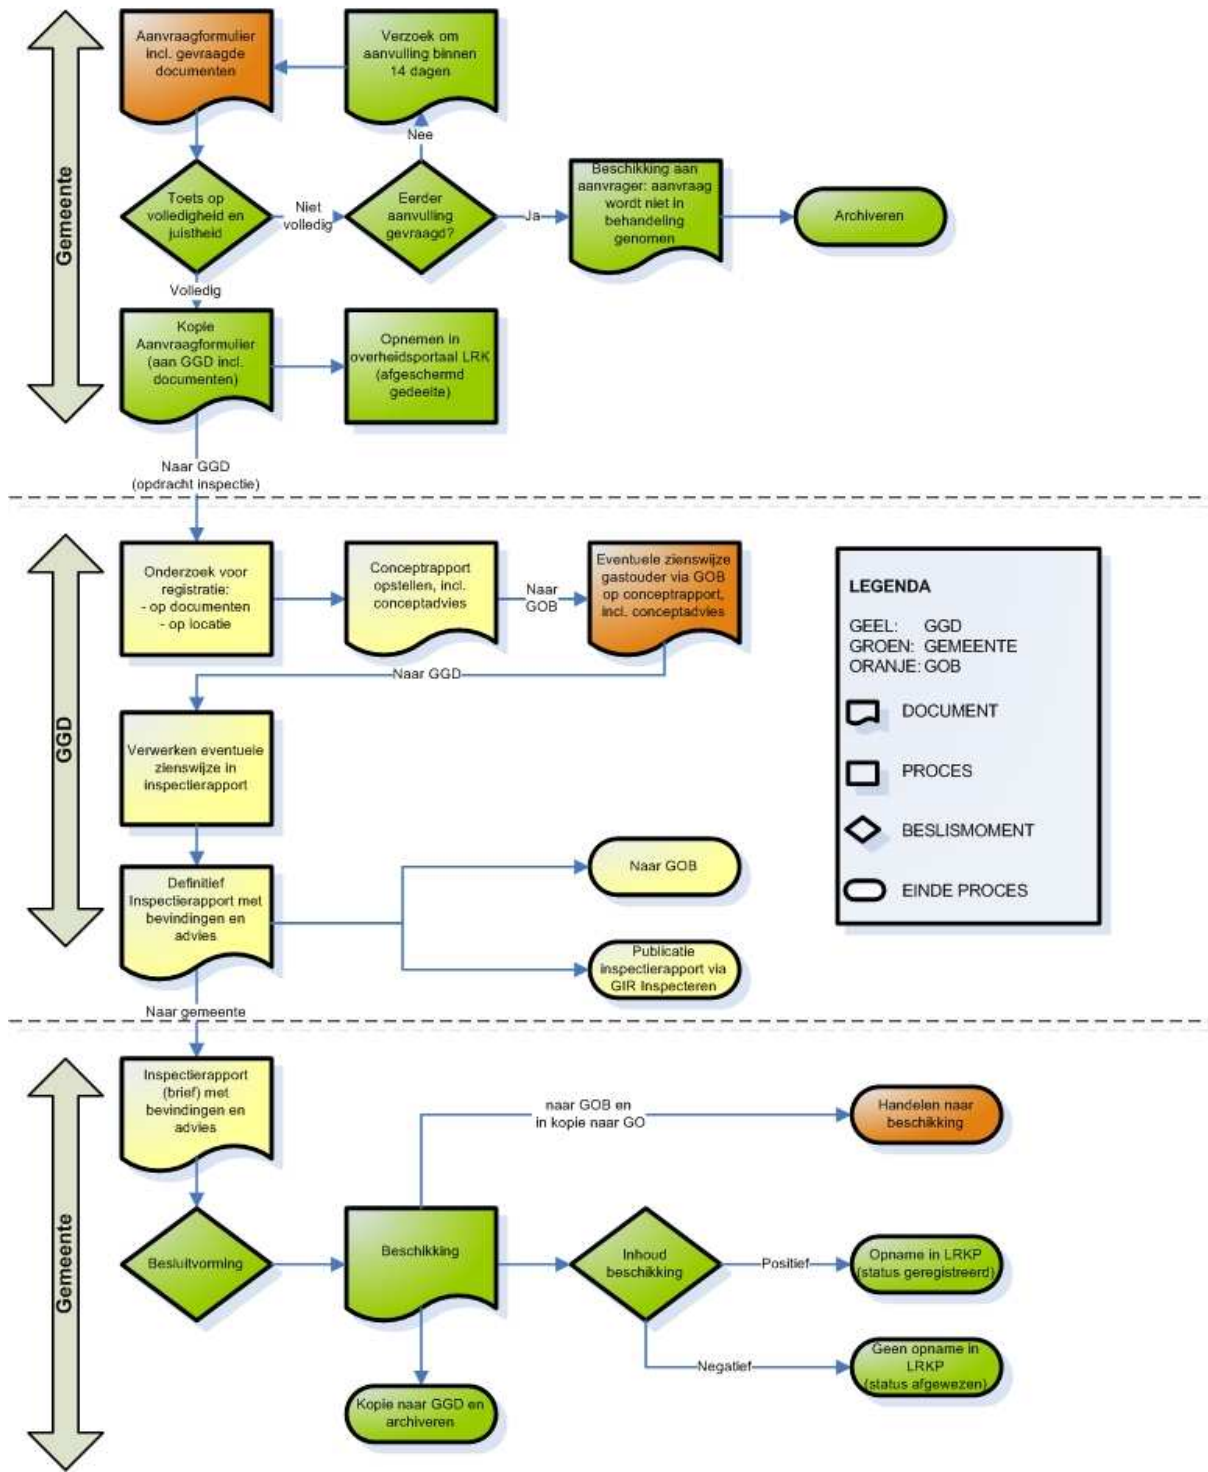 Aanvraagformulier
incl. gevraagde
documenten
Verzoek om
aanvulling binnen
14 dagen
Nee
Gemeente
Toets op
volledigheid en
juistheid
Niet
volledig
Eerder
aanvulling
gevraagd?
Ja
Beschikking aan
aanvrager: aanvraag
wordt niet in
behandeling
genomen
Archiveren
Volledig
Kopie
Aanvraagformulier
(aan GGD incl.
documenten)
Opnemen in
overheidsportaal LRK
(afgeschermd
gedeelte)
Naar GGD
(opdracht inspectie)
GGD
Onderzoek voor
registratie:
- op documenten
- op locatie
Conceptrapport
opstellen, incl.
conceptadvies
Naar
GOB
Eventuele zienswijze
gastouder via GOB
op conceptrapport,
incl. conceptadvies
Naar GGD
Verwerken eventuele
zienswijze in
inspectierapport
Definitief
Inspectierapport met
bevindingen en
advies
Naar GOB
Publicatie
inspectierapport via
GIR Inspecteren
LEGENDA
GEEL: GGD
GROEN: GEMEENTE
ORANJE: GOB
DOCUMENT
PROCES
BESLISMOMENT
EINDE PROCES
Naar gemeente
Gemeente
Inspectierapport
(brief) met
bevindingen en
advies
naar GOB en
in kopie naar GO
Handelen naar
beschikking
Besluitvorming
Beschikking
Inhoud
beschikking
Positief
Opname in LRKP
(status geregistreerd)
Negatief
Geen opname in
LRKP
(status afgewezen)
Kopie naar GGD en
archiveren